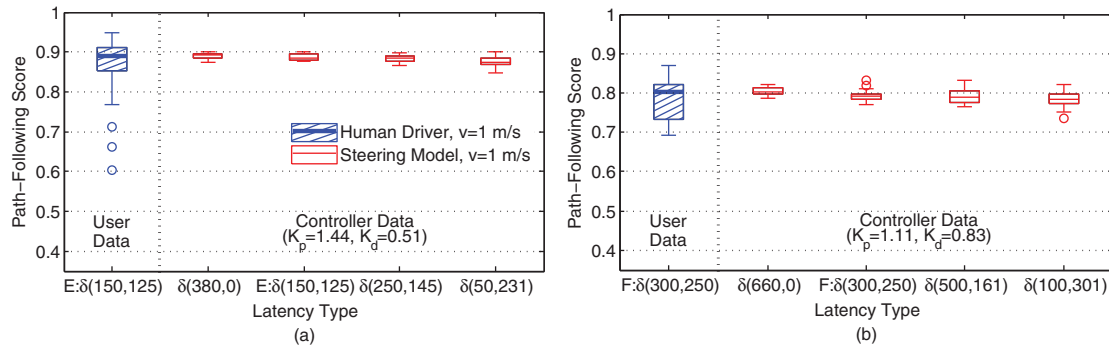 (a)
1
0.9
0.8
0.7
0.6
0.5
0.4
Path−Following Score
Human Driver, v=1 m/s
Steering Model, v=1 m/s
User
Data
Controller Data
(Kp=1.44, Kd=0.51)
E:δ(150,125) δ(380,0) E:δ(150,125) δ(250,145) δ(50,231)
Latency Type
(a)
(b)
1
0.9
0.8
0.7
0.6
0.5
0.4
Path−Following Score
User
Data
Controller Data
(Kp=1.11, Kd=0.83)
F:δ(300,250) δ(660,0) F:δ(300,250) δ(500,161) δ(100,301)
Latency Type
(b)